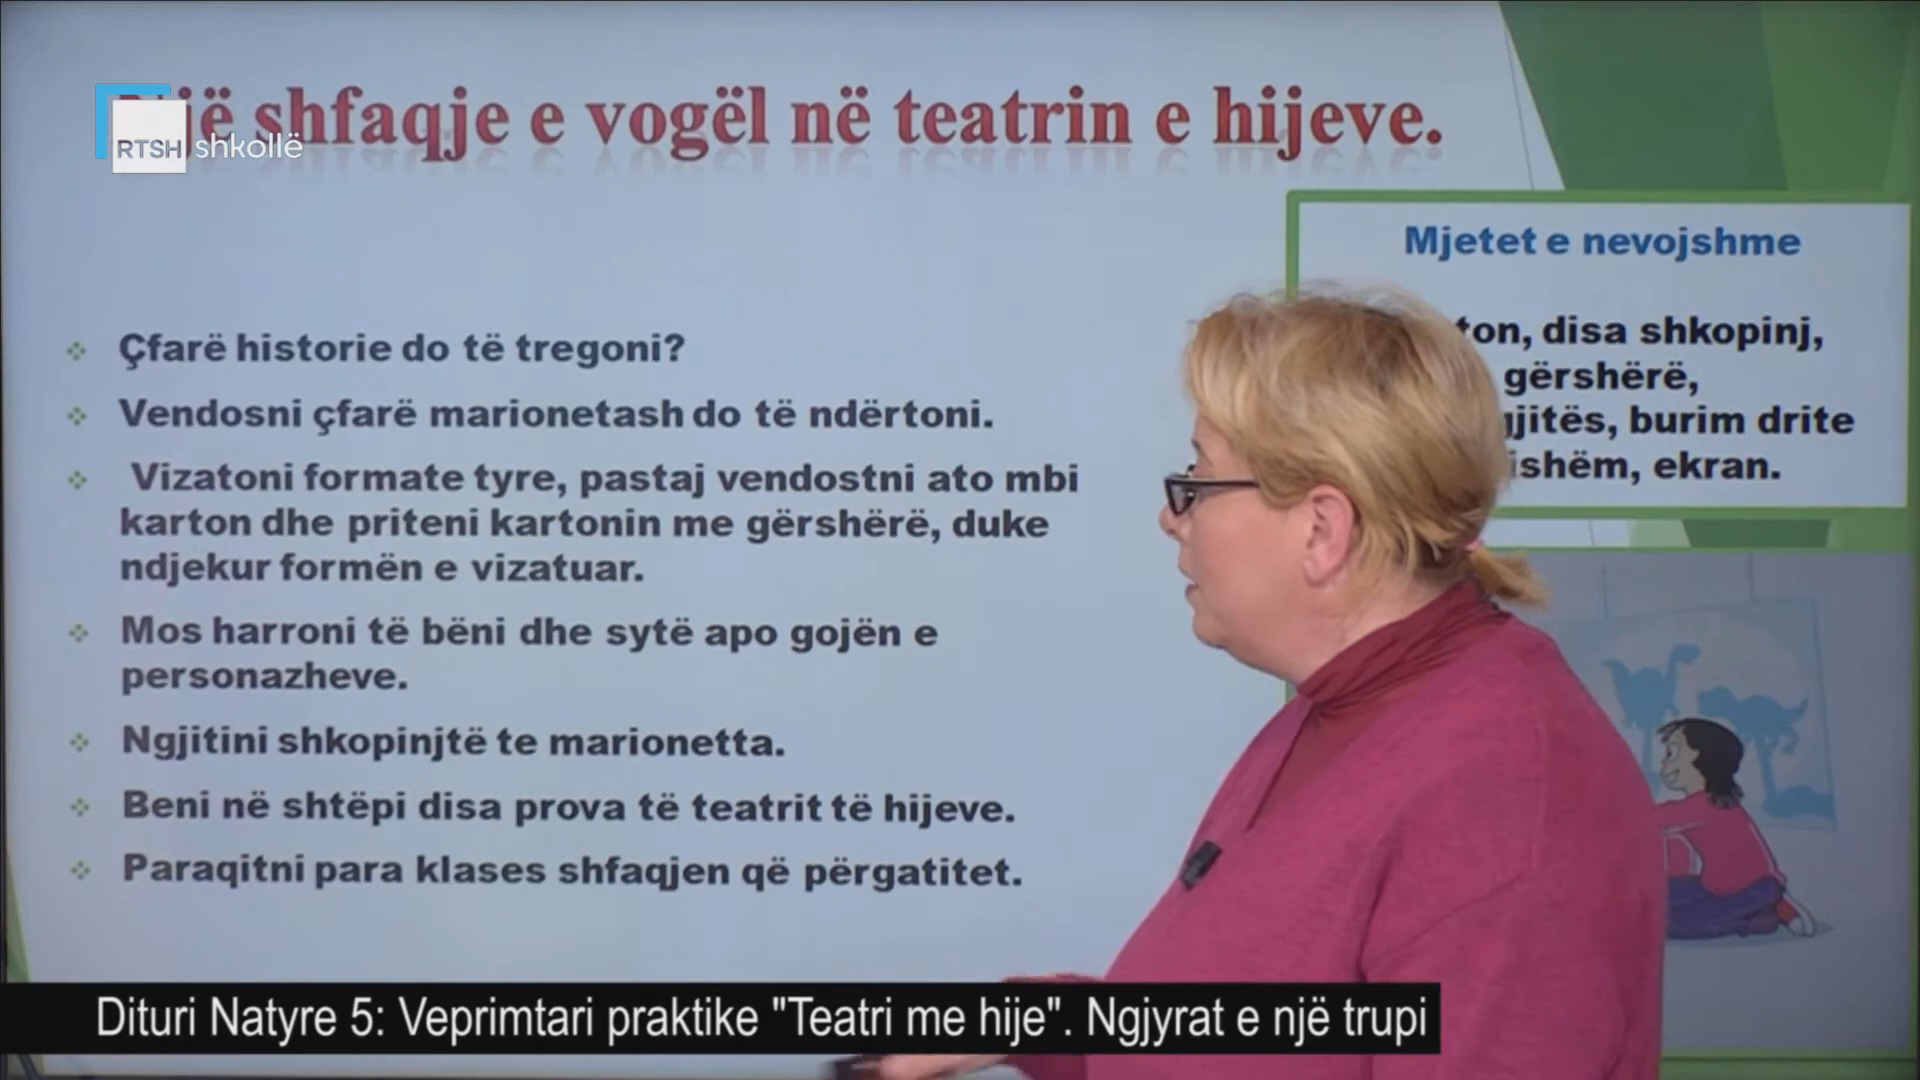 shfaqje e vogël në teatrin e hijeve.
RTSH shkollë
Mjetet e nevojshme
disa shkopinj,
gërshërë,
burim drite
ekran.
Çfarë historie do të tregoni?
Vendosni çfarë marionetash do të ndërtoni.
Vizatoni formate tyre, pastaj vendostni ato mbi
karton dhe priteni kartonin me gërshërë, duke
ndjekur formën e vizatuar.
Mos harroni të bëni dhe sytë apo gojën e
personazheve.
Ngjitini shkopinjtë te marionetta.
Beni në shtëpi disa prova të teatrit të hijeve.
Paraqitni para klases shfaqjen që përgatitet.
Dituri Natyre 5: Veprimtari praktike "Teatri me hije". Ngjyrat e një trupi